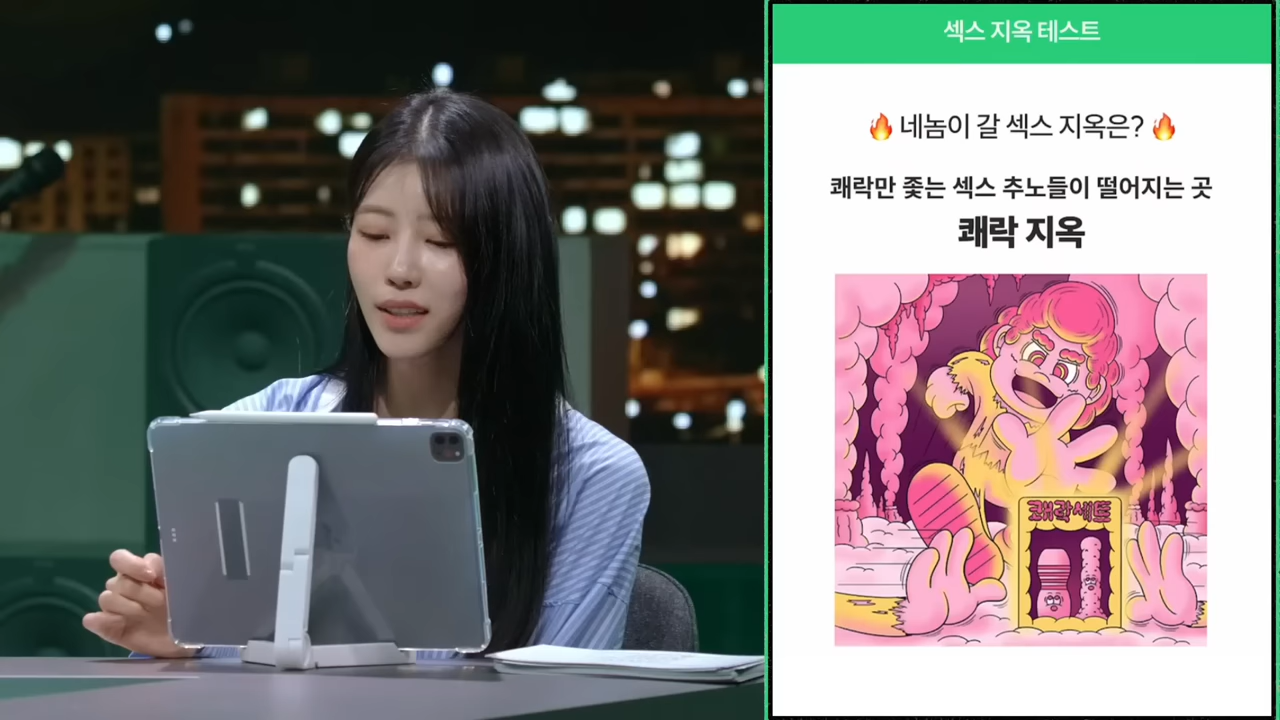 섹스 지옥 테스트
🔥 네놈이 갈 섹스 지옥은? 🔥
쾌락만 좇는 섹스 추노들이 떨어지는 곳
쾌락 지옥
쾌락세트